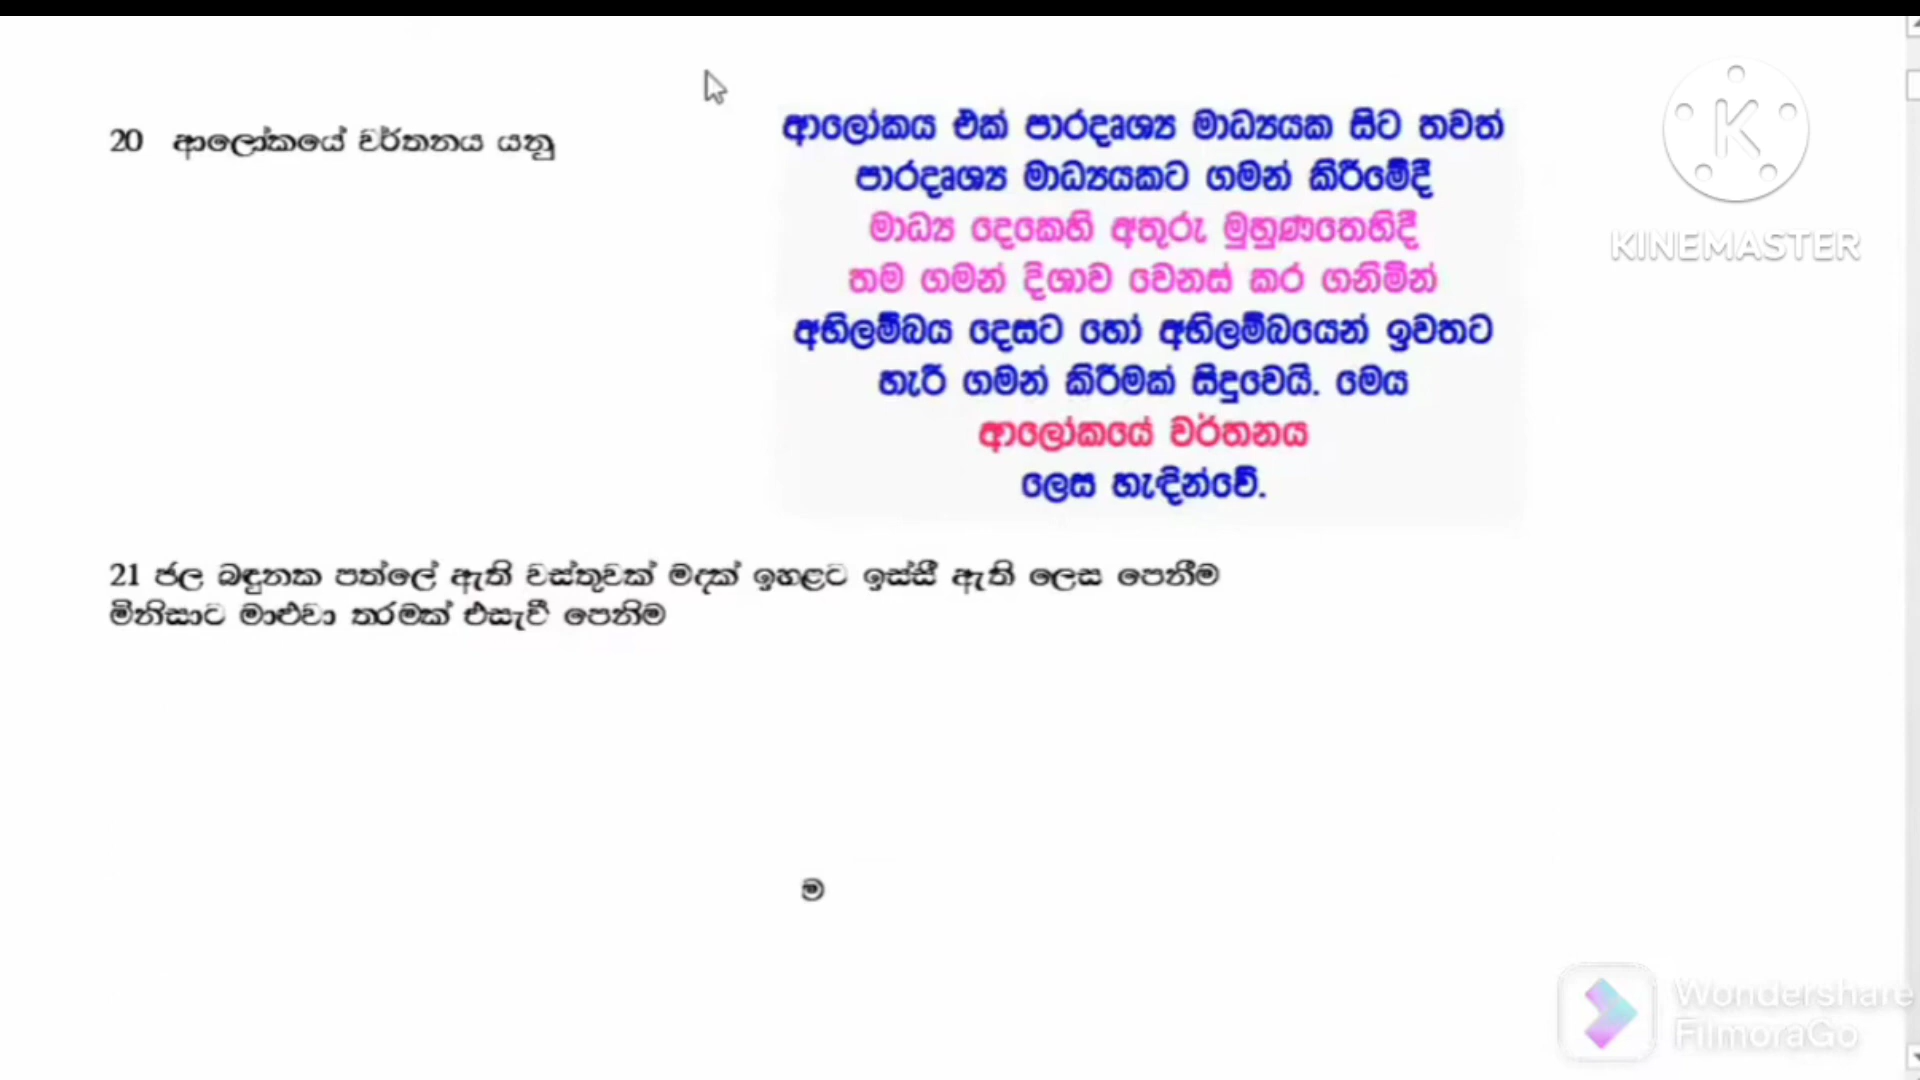 20 ආලෝකයේ වර්තනය යනු
ආලෝකය එක් පාරදෘශ්‍ය මාධ්‍යයක සිට තවත්
පාරදෘශ්‍ය මාධ්‍යයකට ගමන් කිරීමේදී
මාධ්‍ය දෙකෙහි අතුරු මුහුණතෙහිදී
තම ගමන් දිශාව වෙනස් කර ගනිමින්
අභිලම්බය දෙසට හෝ අභිලම්බයෙන් ඉවතට
හැරී ගමන් කිරීමක් සිදුවෙයි. මෙය
ආලෝකයේ වර්තනය
ලෙස හැඳින්වේ.
21 ජල බඳුනක පත්ලේ ඇති වස්තුවක් මදක් ඉහළට ඉස්සී ඇති ලෙස පෙනීම
මිනිසාට මාළුවා තරමක් එසැවී පෙනිම
ම
K
KINEMASTER
Wondershare
FilmoraGo